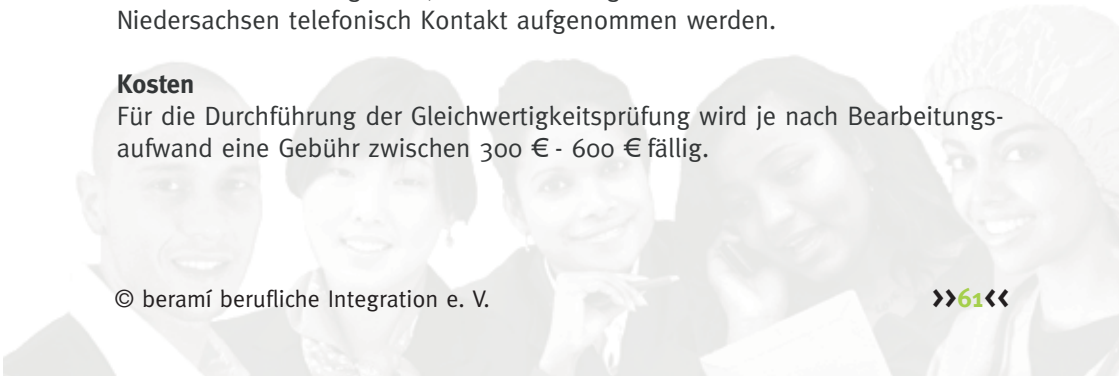 Niedersachsen telefonisch Kontakt aufgenommen werden.
Kosten
Für die Durchführung der Gleichwertigkeitsprüfung wird je nach Bearbeitungs-
aufwand eine Gebühr zwischen 300 € - 600 € fällig.
© beramí berufliche Integration e. V.
>>61<<